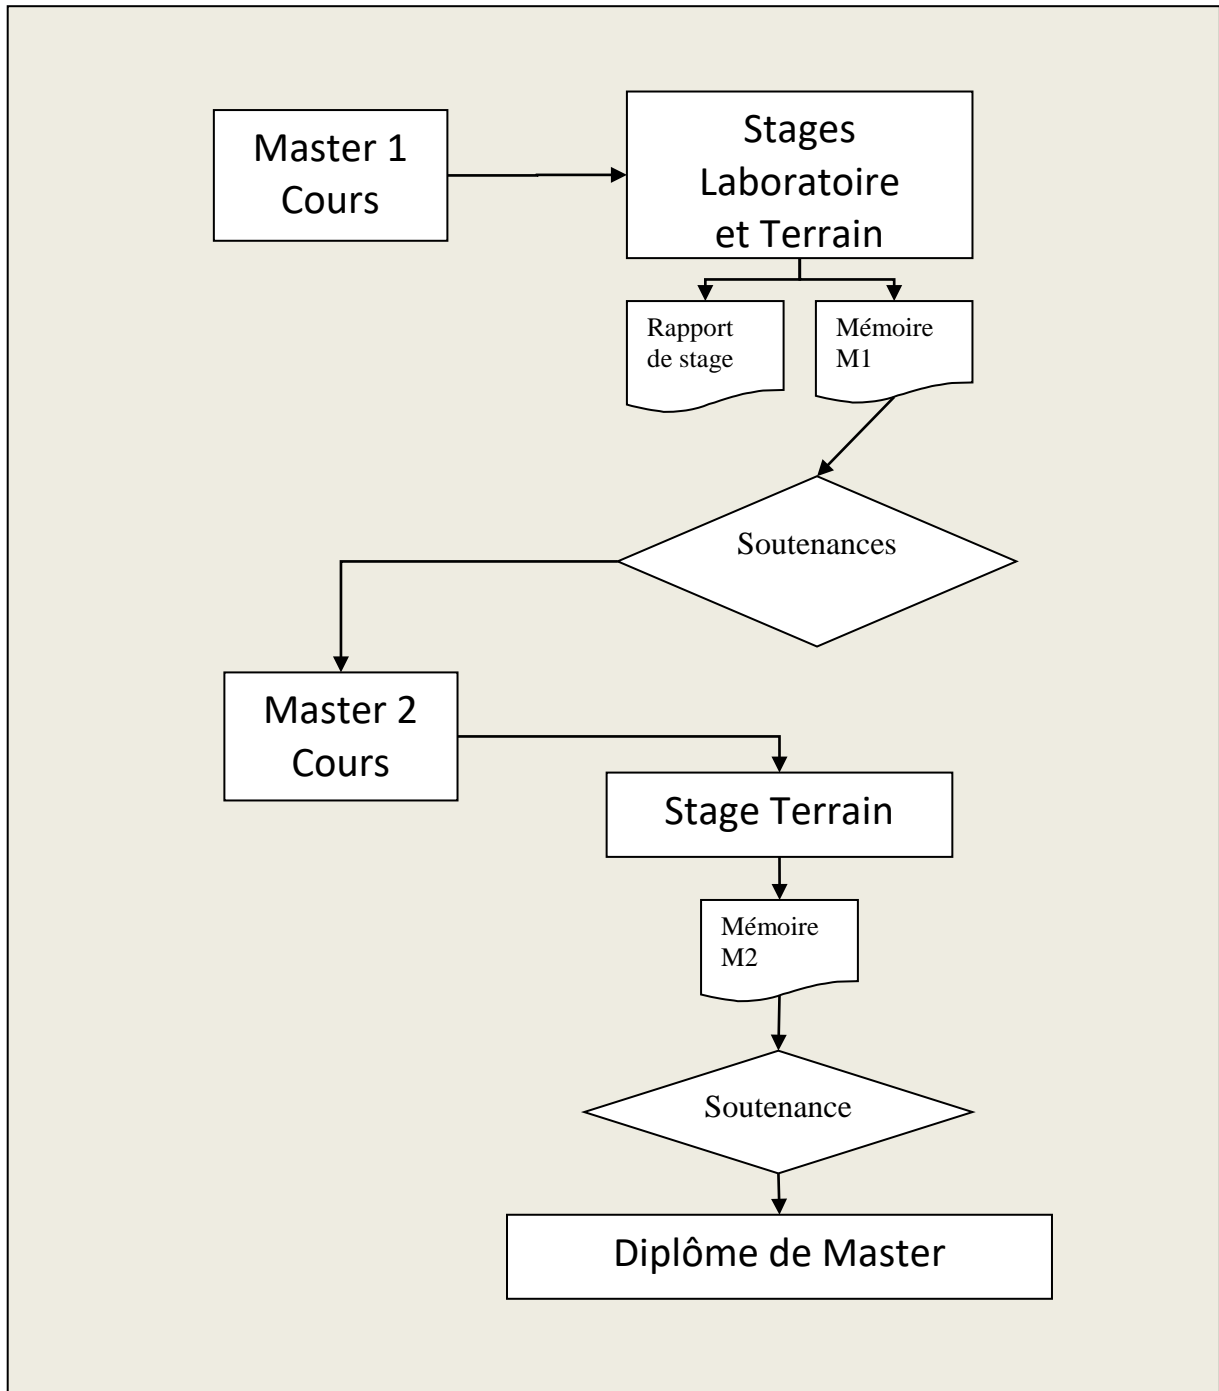 Master 1
Cours
Stages
Laboratoire
et Terrain
Rapport
de stage
Mémoire
M1
Soutenances
Master 2
Cours
Stage Terrain
Mémoire
M2
Soutenance
Diplôme de Master